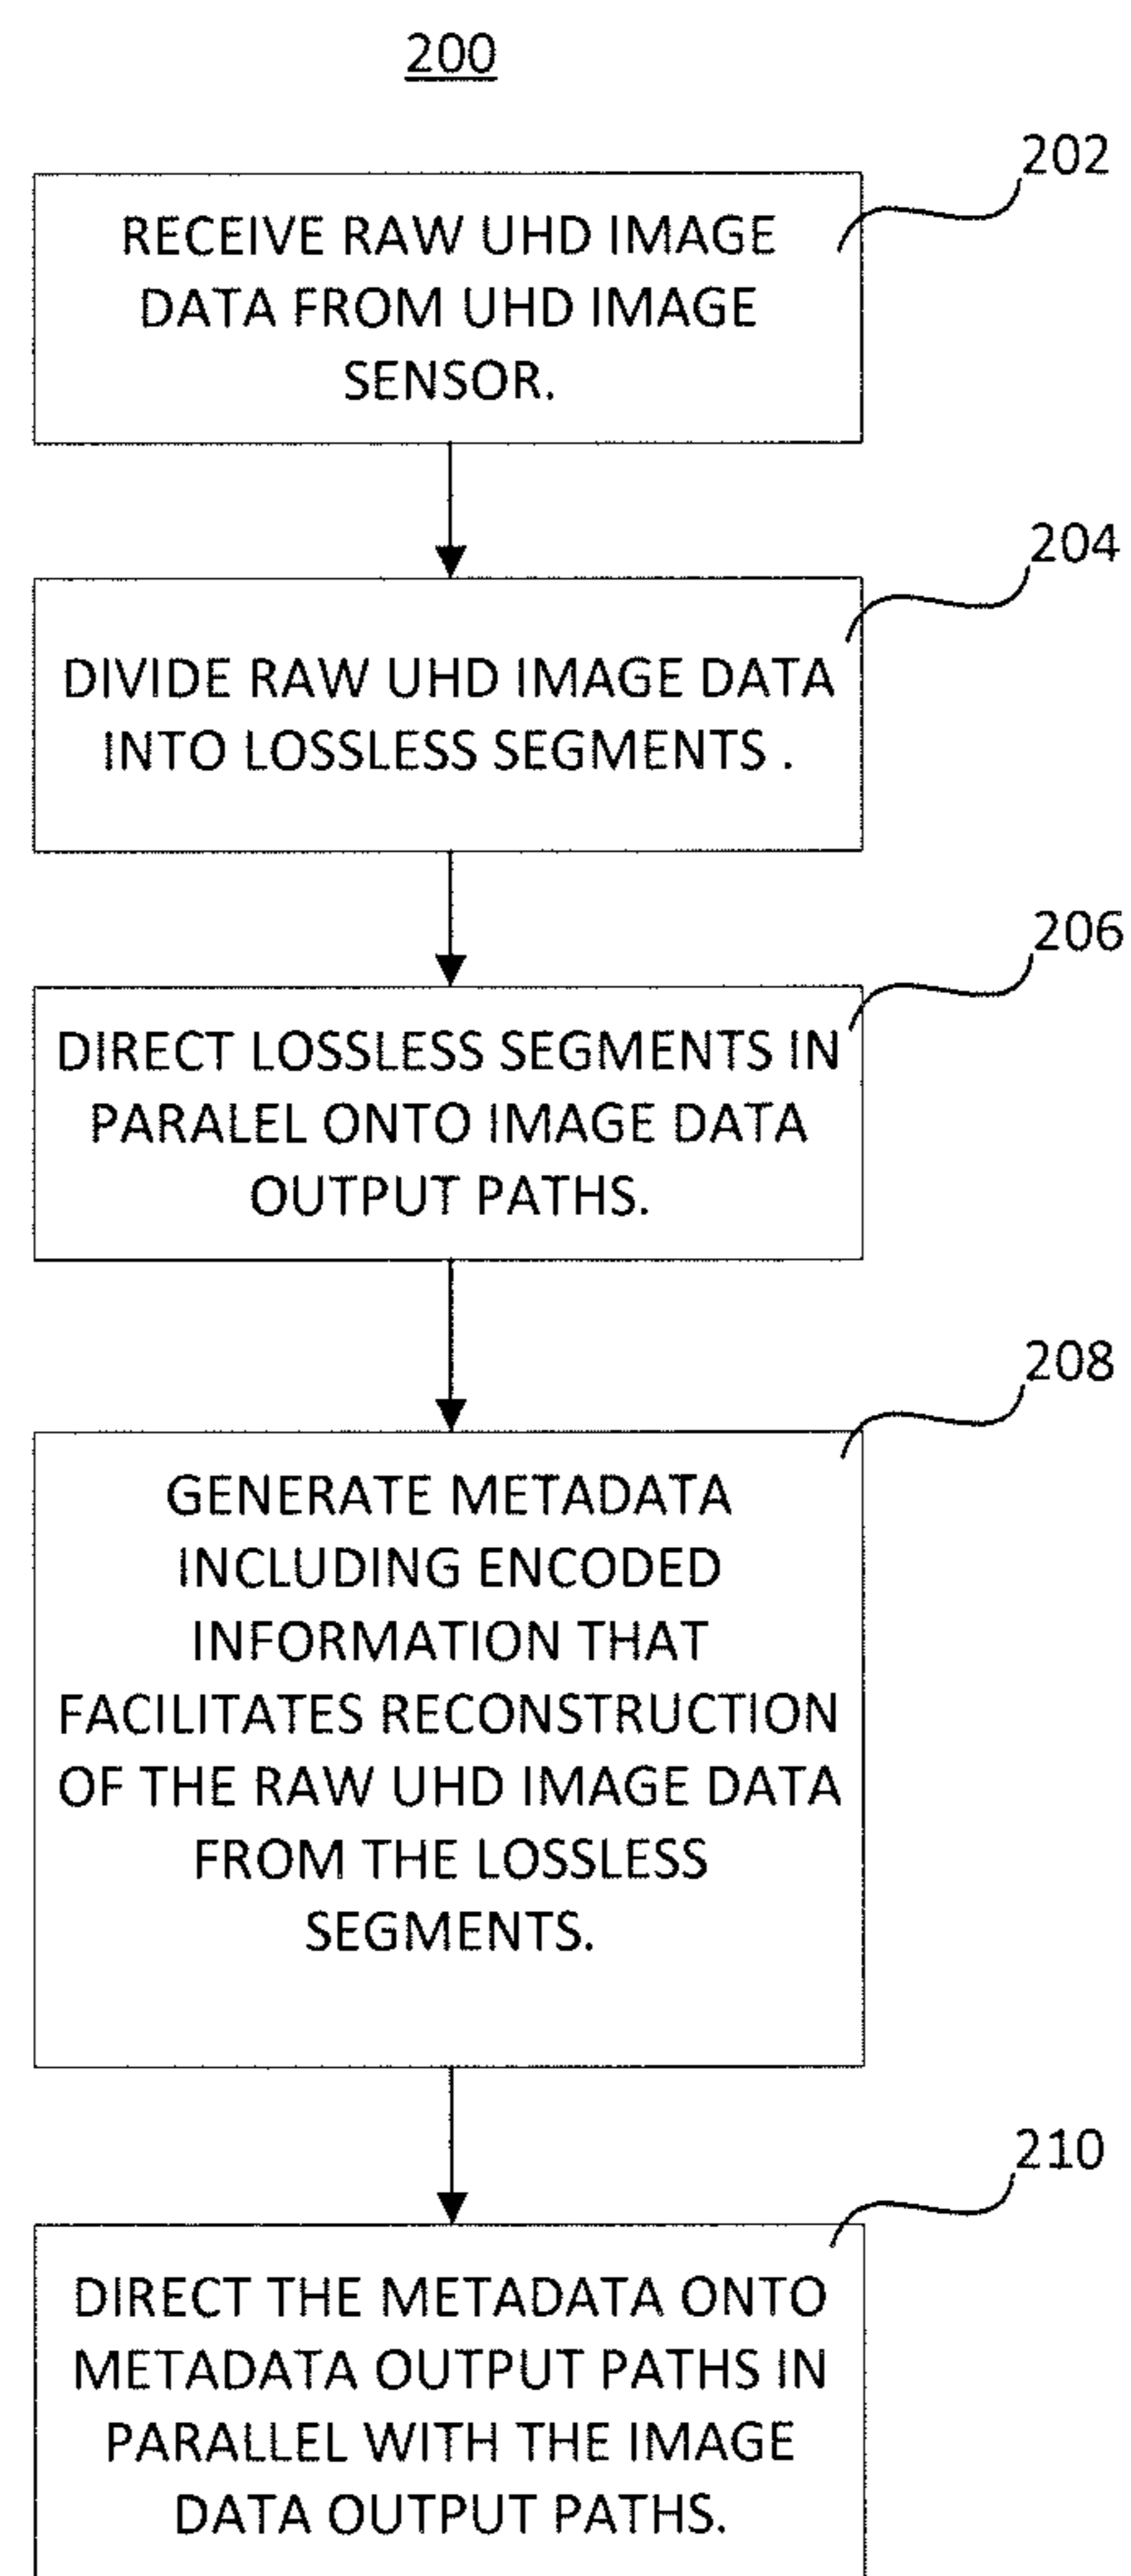 200
202
RECEIVE RAW UHD IMAGE
DATA FROM UHD IMAGE
SENSOR.
204
DIVIDE RAW UHD IMAGE DATA
INTO LOSSLESS SEGMENTS .
206
DIRECT LOSSLESS SEGMENTS IN
PARALEL ONTO IMAGE DATA
OUTPUT PATHS.
208
GENERATE METADATA
INCLUDING ENCODED
INFORMATION THAT
FACILITATES RECONSTRUCTION
OF THE RAW UHD IMAGE DATA
FROM THE LOSSLESS
SEGMENTS.
210
DIRECT THE METADATA ONTO
METADATA OUTPUT PATHS IN
PARALLEL WITH THE IMAGE
DATA OUTPUT PATHS.